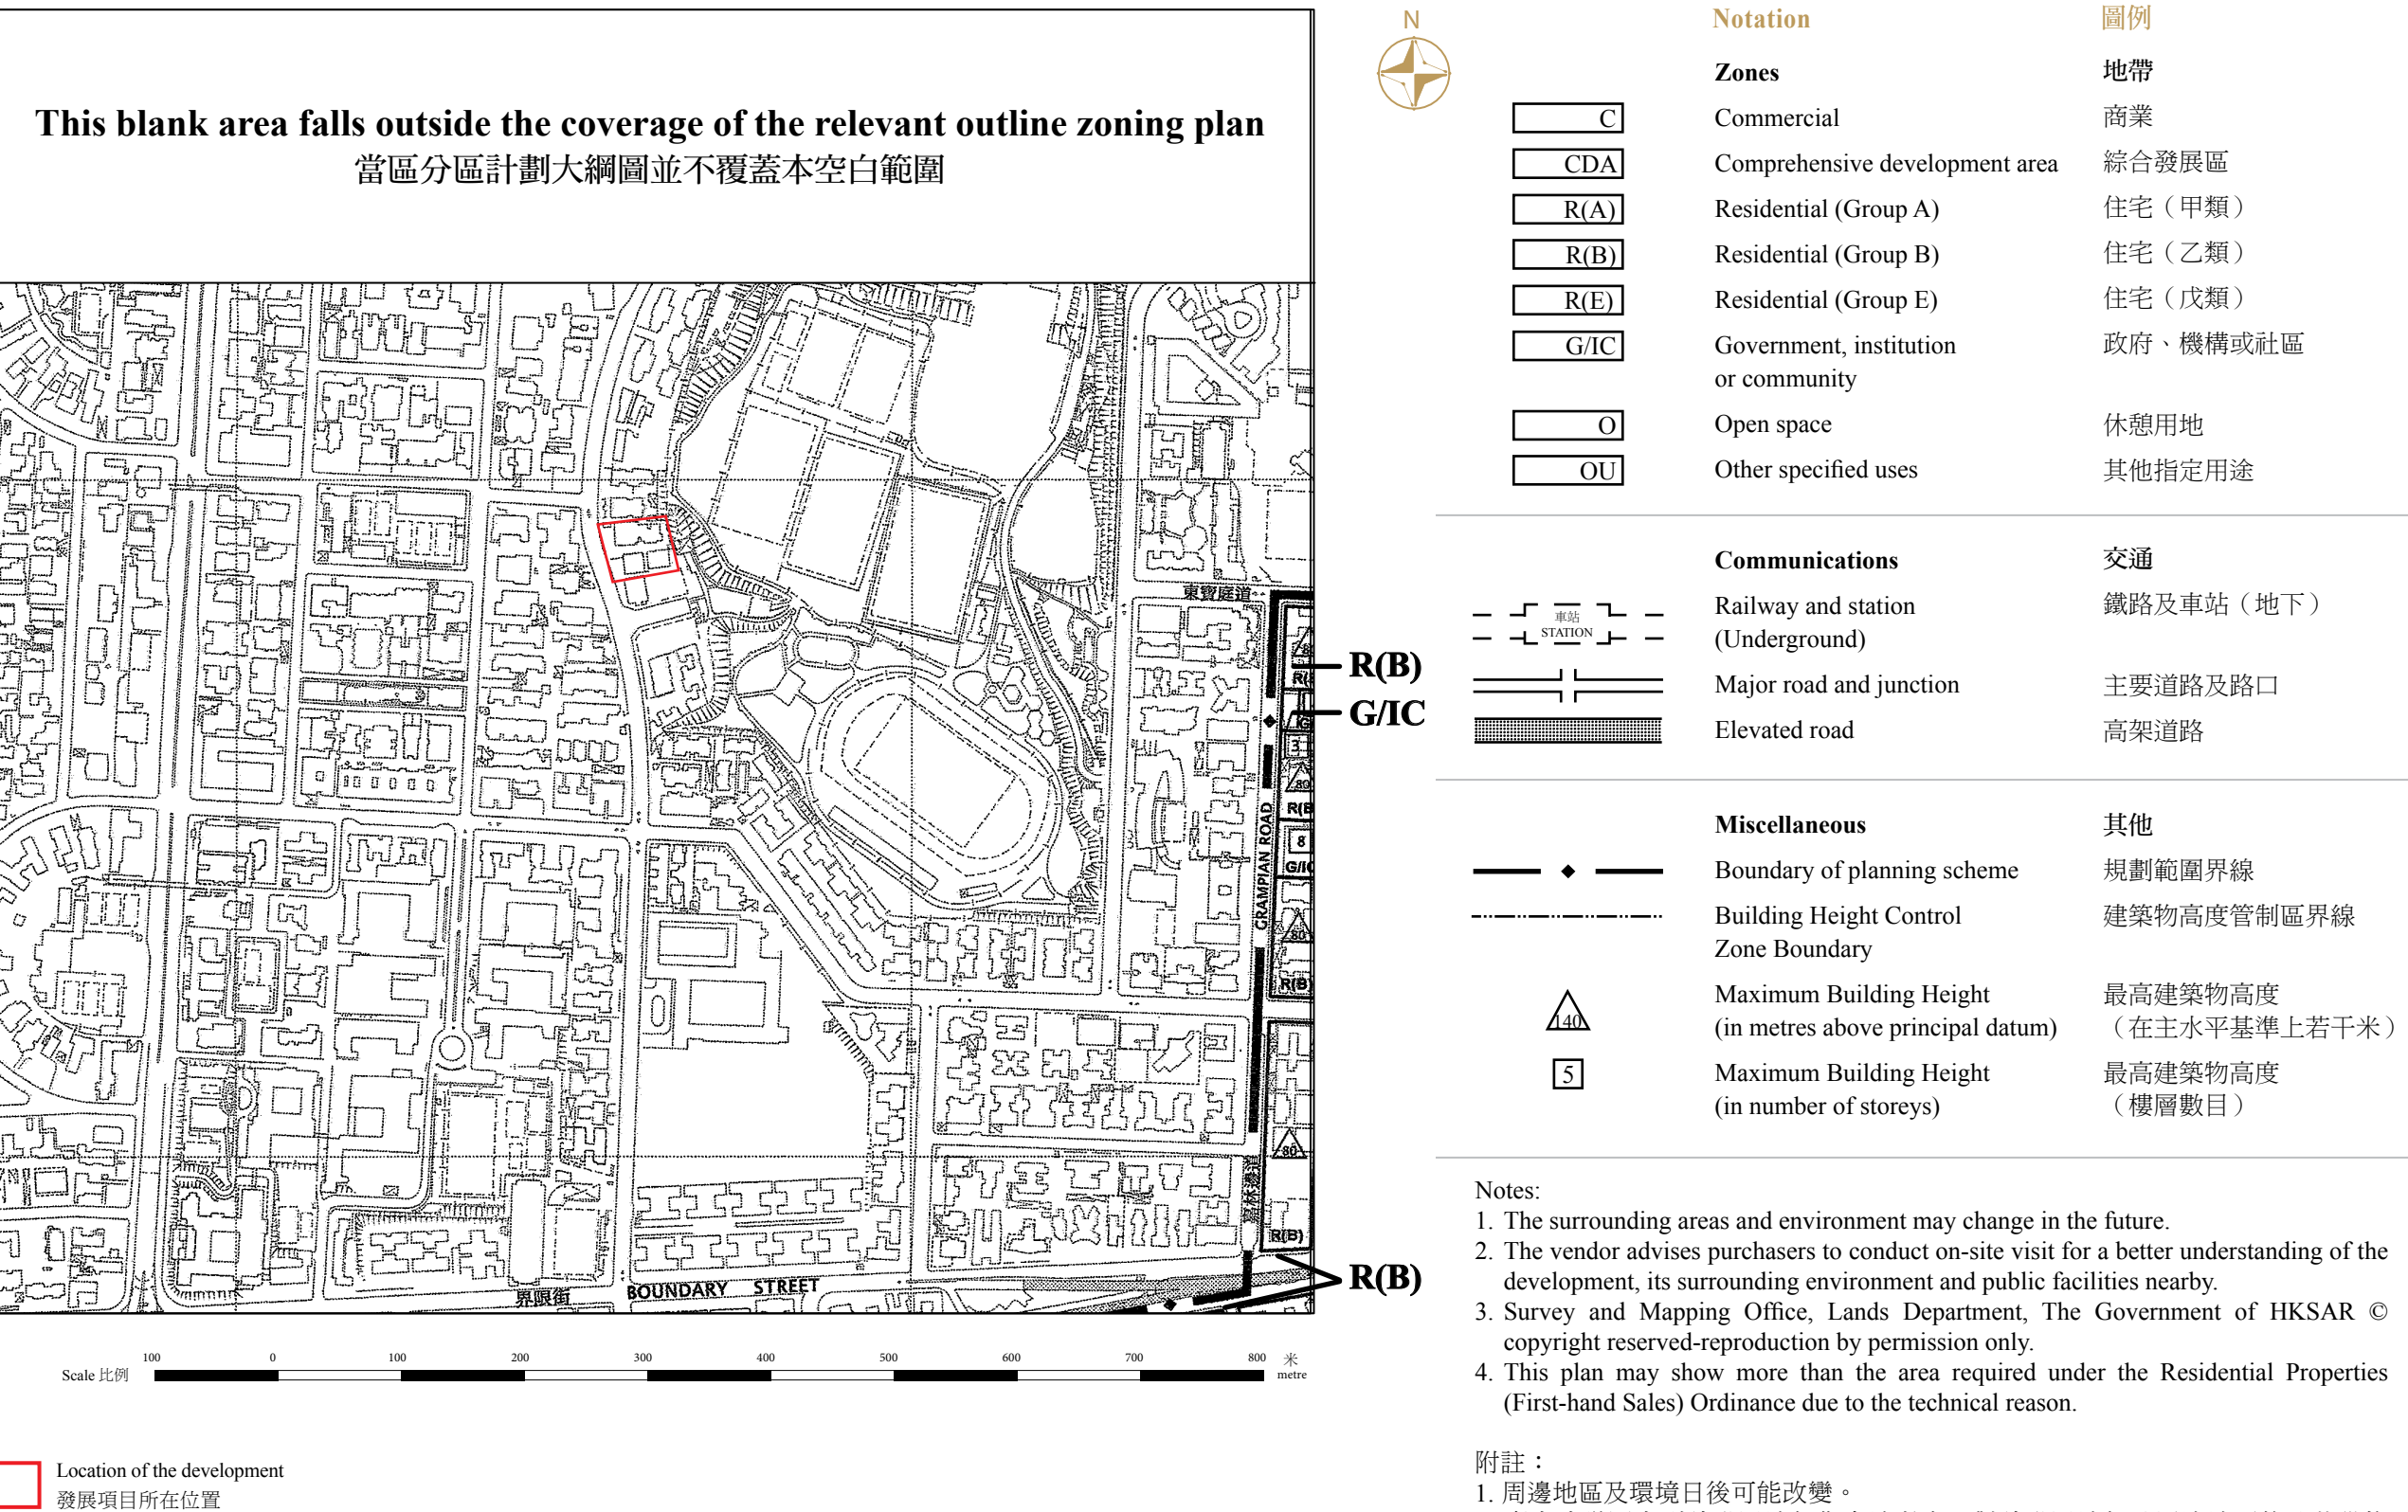 This blank area falls outside the coverage of the relevant outline zoning plan
當區分區計劃大綱圖並不覆蓋本空白範圍
東寶庭道
R(B)
G/IC
3
80
8
G/IC
GRAMPIAN ROAD
80
R(B)
80
R(B)
R(B)
界限街
BOUNDARY STREET
Scale 比例
100 0 100 200 300 400 500 600 700 800 米
metre
Location of the development
發展項目所在位置
N
Notation 圖例
Zones 地帶
C Commercial 商業
CDA Comprehensive development area 綜合發展區
R(A) Residential (Group A) 住宅（甲類）
R(B) Residential (Group B) 住宅（乙類）
R(E) Residential (Group E) 住宅（戊類）
G/IC Government, institution 政府、機構或社區
or community
O Open space 休憩用地
OU Other specified uses 其他指定用途
Communications 交通
車站
STATION
Railway and station 鐵路及車站（地下）
(Underground)
Major road and junction 主要道路及路口
Elevated road 高架道路
Miscellaneous 其他
Boundary of planning scheme 規劃範圍界線
Building Height Control 建築物高度管制區界線
Zone Boundary
140
Maximum Building Height 最高建築物高度
(in metres above principal datum) （在主水平基準上若干米）
5
Maximum Building Height 最高建築物高度
(in number of storeys) （樓層數目）
Notes:
1. The surrounding areas and environment may change in the future.
2. The vendor advises purchasers to conduct on-site visit for a better understanding of the
development, its surrounding environment and public facilities nearby.
3. Survey and Mapping Office, Lands Department, The Government of HKSAR ©
copyright reserved-reproduction by permission only.
4. This plan may show more than the area required under the Residential Properties
(First-hand Sales) Ordinance due to the technical reason.
附註：
1. 周邊地區及環境日後可能改變。